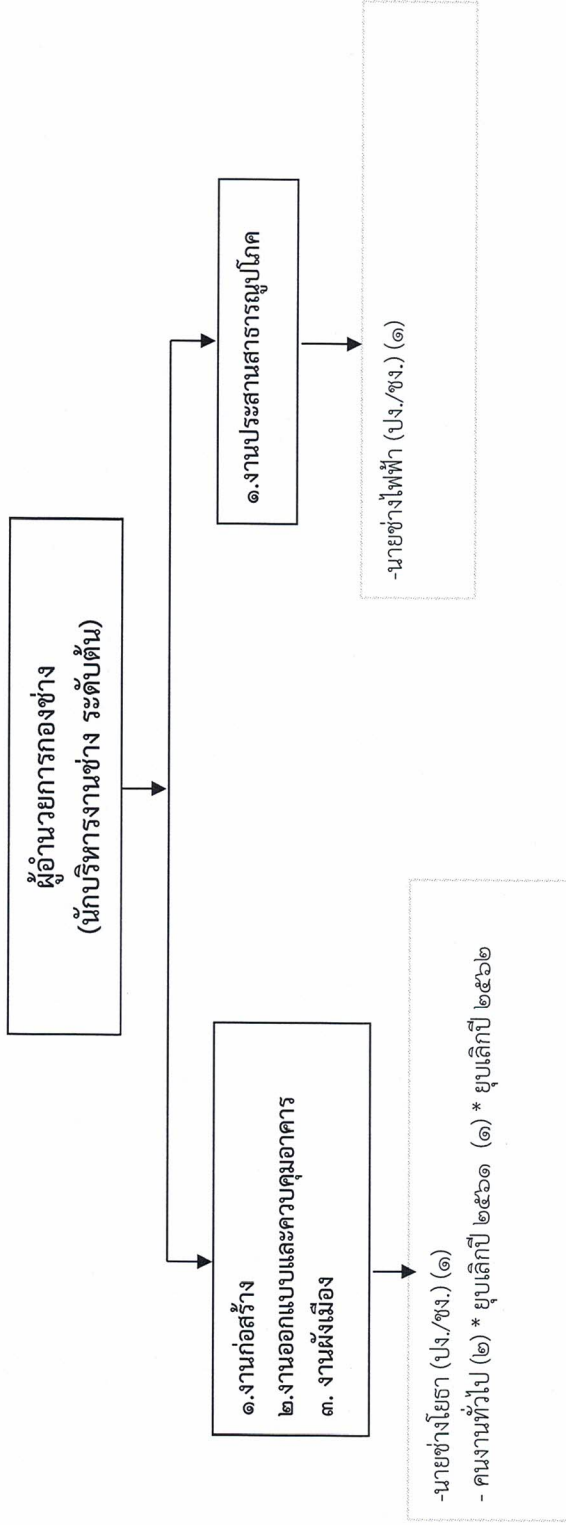 ผู้อำนวยการกองช่าง
(นักบริหารงานช่าง ระดับต้น)
๑.งานก่อสร้าง
๒.งานออกแบบและควบคุมอาคาร
๓. งานผังเมือง
-นายช่างโยธา (ปง./ชง.) (๑)
- คนงานทั่วไป (๒) * ยุบเลิกปี ๒๕๖๑ (๑) * ยุบเลิกปี ๒๕๖๒
๑.งานประสานสาธารณูปโภค
-นายช่างไฟฟ้า (ปง./ชง.) (๑)